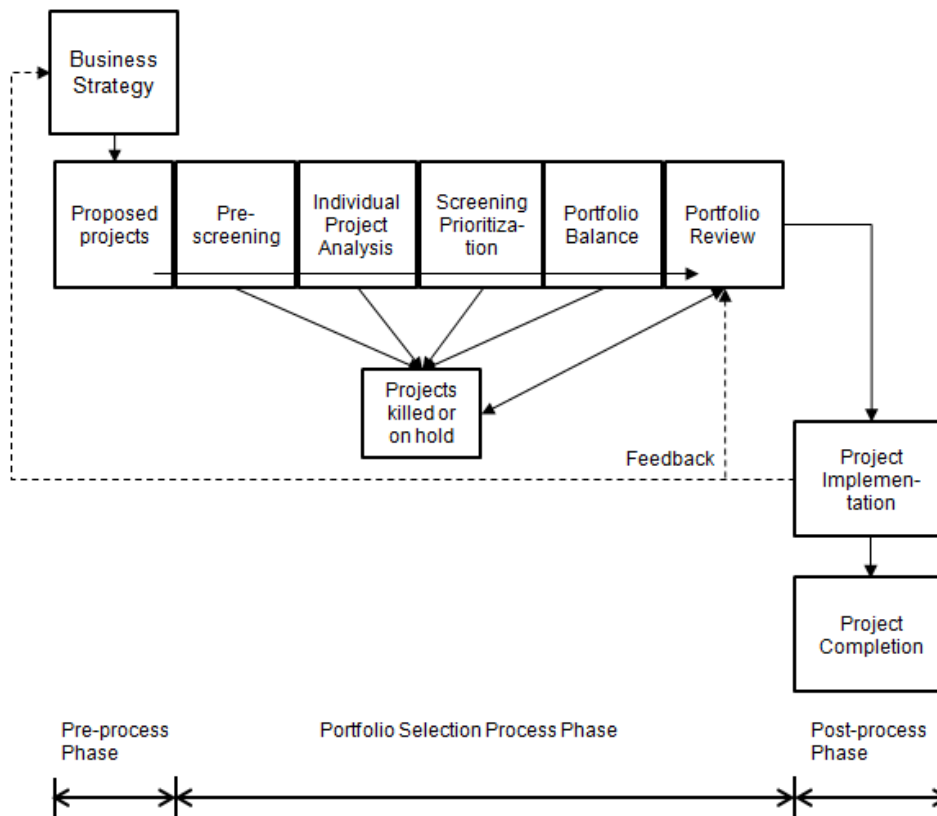 Business
Strategy
Proposed
projects
Pre-
screening
Individual
Project
Analysis
Screening
Prioritiza-
tion
Portfolio
Balance
Portfolio
Review
Projects
killed or
on hold
Feedback
Project
Implemen-
tation
Project
Completion
Pre-process
Phase
Portfolio Selection Process Phase
Post-process
Phase